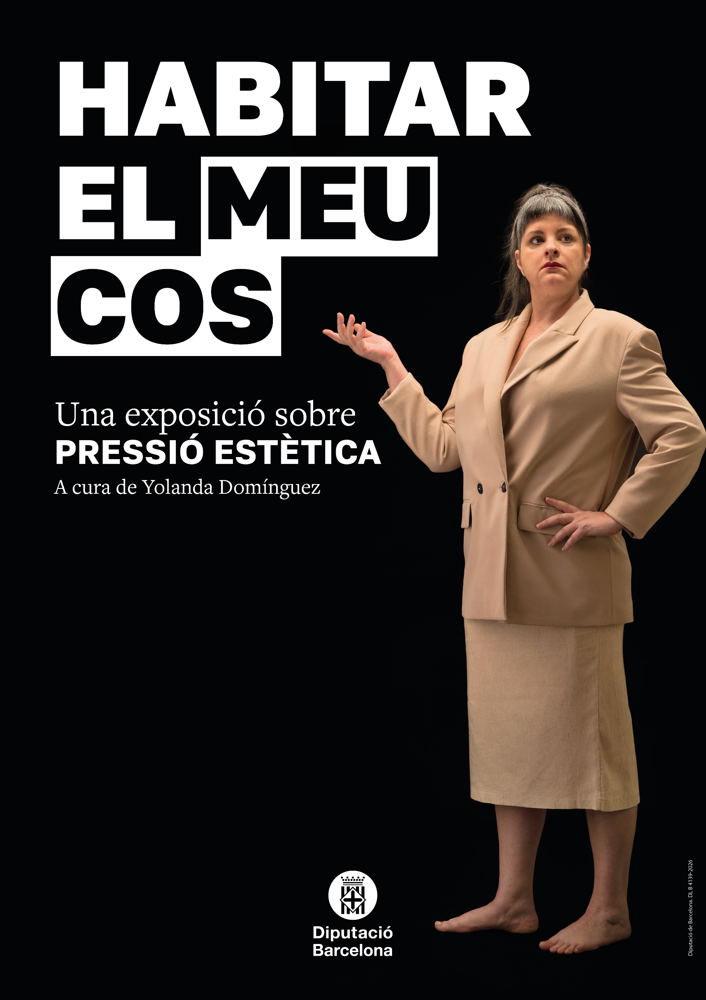 HABITAR
EL MEU
COS
Una exposició sobre
PRESSIÓ ESTÈTICA
A cura de Yolanda Domínguez
Diputació
Barcelona
Diputació de Barcelona. DL B 4139-2026